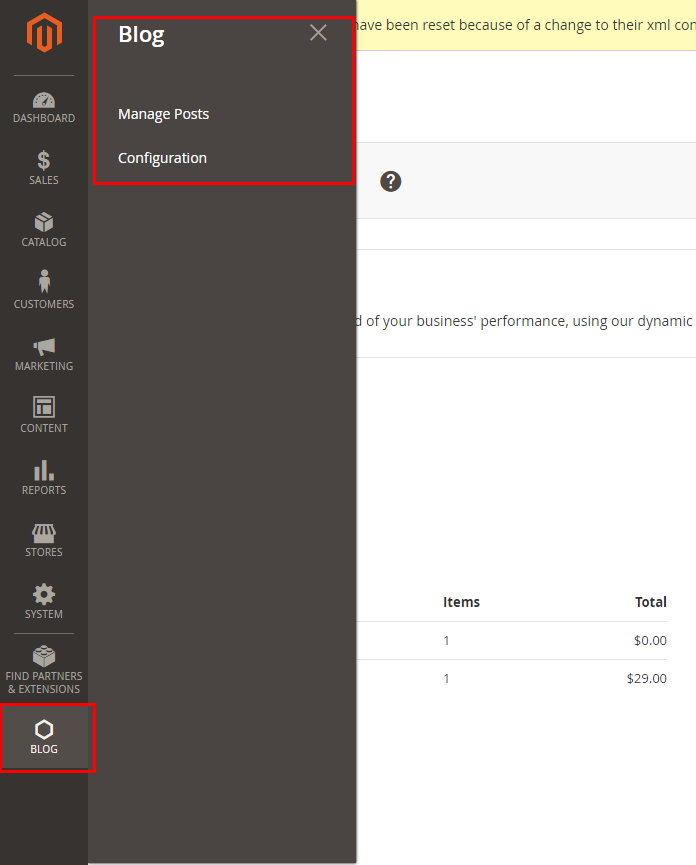 Blog
Manage Posts
Configuration
DASHBOARD
$
SALES
CATALOG
CUSTOMERS
MARKETING
CONTENT
REPORTS
STORES
SYSTEM
FIND PARTNERS
& EXTENSIONS
BLOG
have been reset because of a change to their xml con
?
d of your business' performance, using our dynamic
Items Total
1 $0.00
1 $29.00